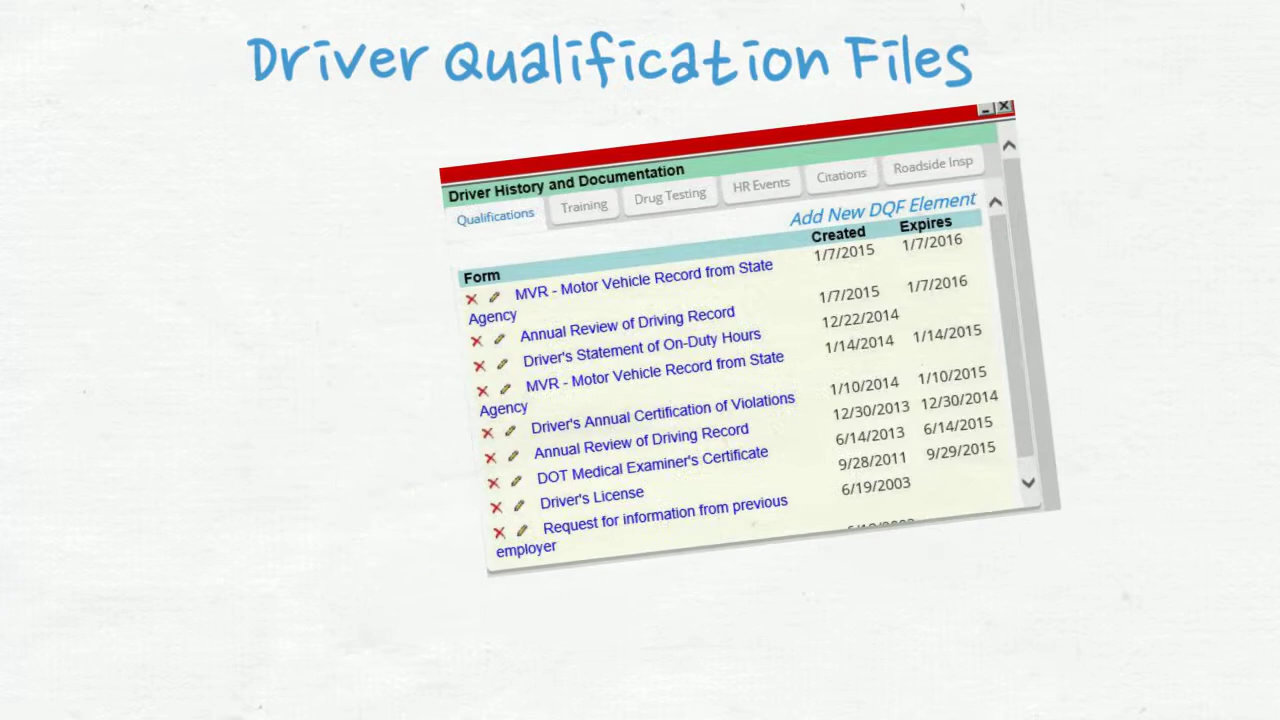 Driver Qualification Files
Driver History and Documentation
Qualifications Training Drug Testing HR Events Citations Roadside Insp
Add New DQF Element
Form Created Expires
MVR - Motor Vehicle Record from State 1/7/2015 1/7/2016
Agency
Annual Review of Driving Record 1/7/2015 1/7/2016
Driver's Statement of On-Duty Hours 12/22/2014
MVR - Motor Vehicle Record from State 1/14/2014 1/14/2015
Agency
Driver's Annual Certification of Violations 1/10/2014 1/10/2015
Annual Review of Driving Record 12/30/2013 12/30/2014
DOT Medical Examiner's Certificate 6/14/2013 6/14/2015
Driver's License 9/28/2011 9/29/2015
Request for information from previous 6/19/2003
employer